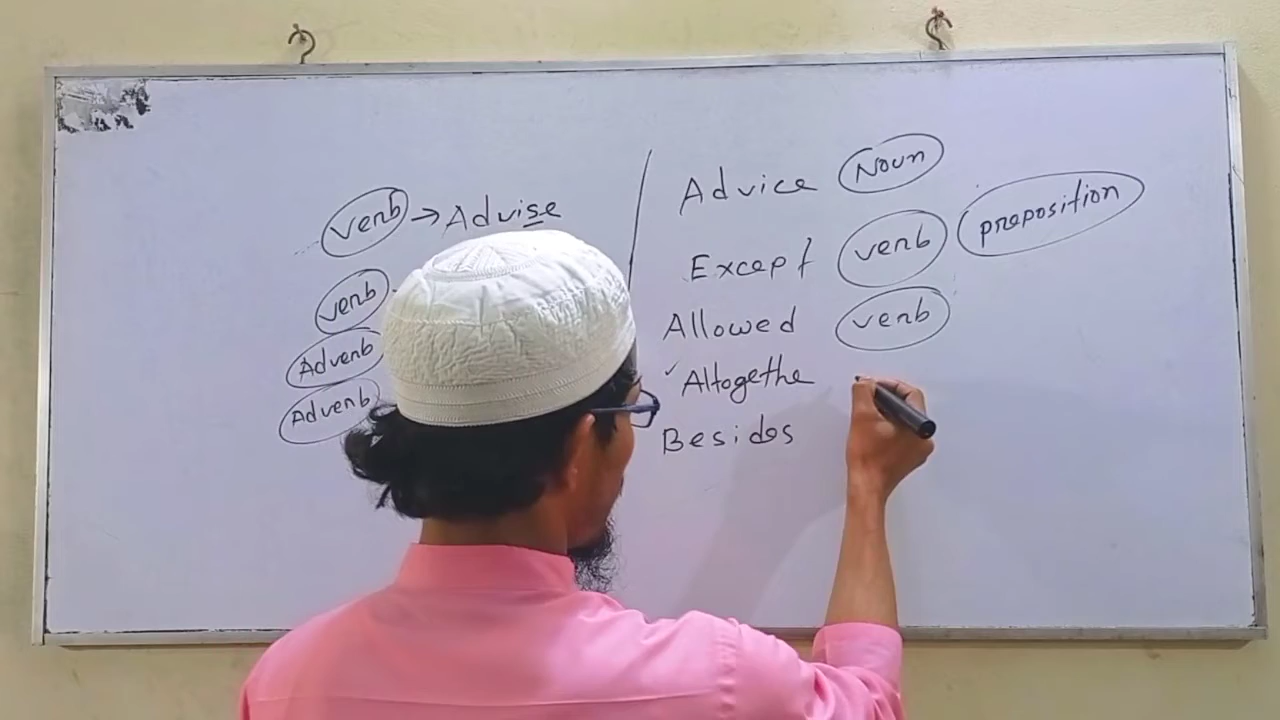 verb → Advise / Advice Noun
verb Except verb preposition
Adverb Allowed verb
Adverb ✓Altogethe
Besides